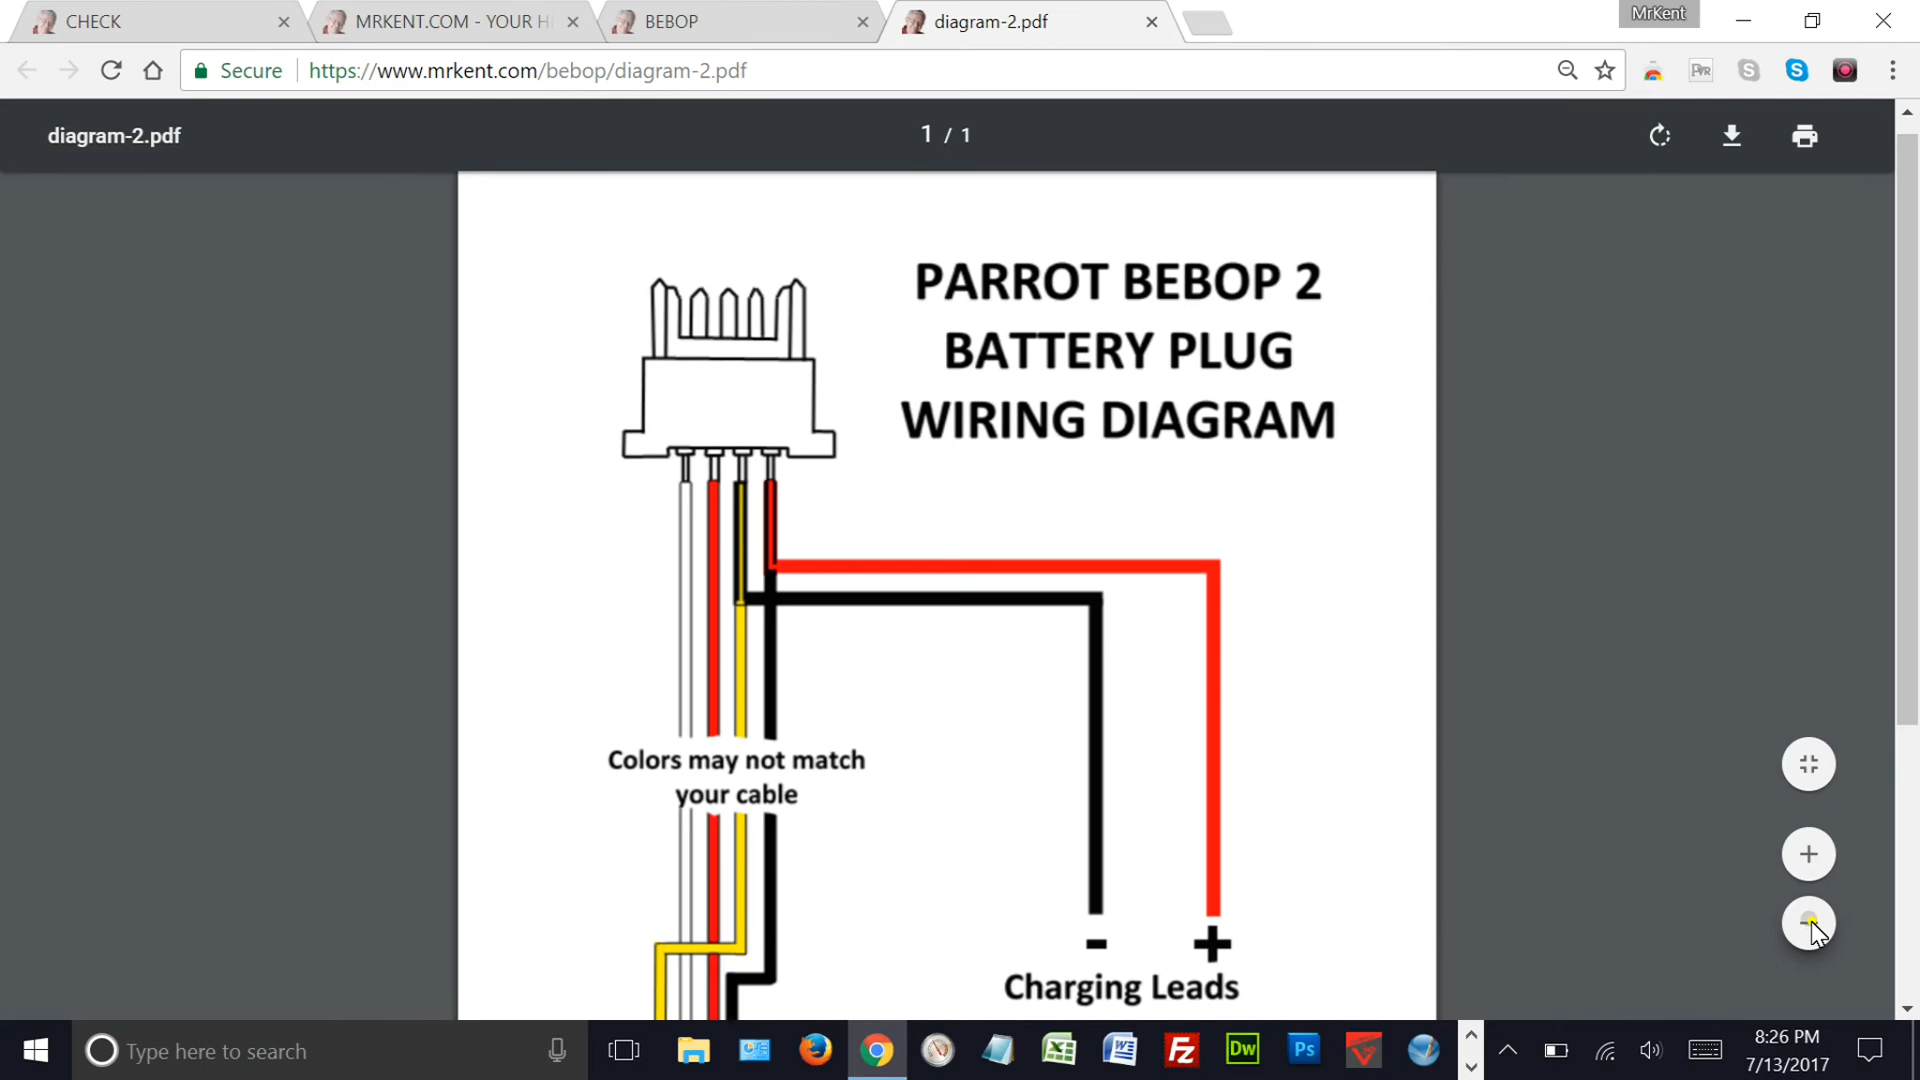 CHECK
MRKENT.COM - YOUR H
BEBOP
diagram-2.pdf
MrKent
Secure
https://www.mrkent.com/bebop/diagram-2.pdf
diagram-2.pdf
1 / 1
PARROT BEBOP 2
BATTERY PLUG
WIRING DIAGRAM
Colors may not match
your cable
- +
Charging Leads
Type here to search
Dw
Ps
8:26 PM
7/13/2017